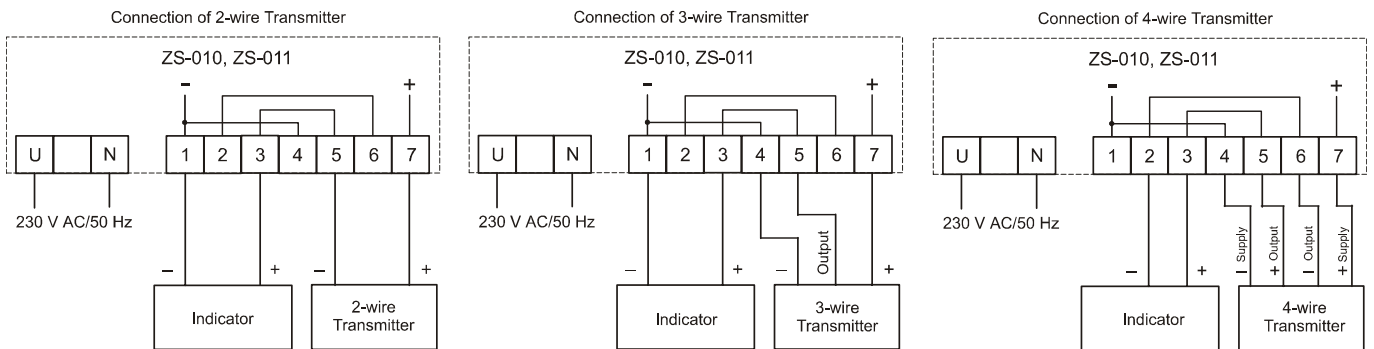 Connection of 2-wire Transmitter
ZS-010, ZS-011
– +
U N 1 2 3 4 5 6 7
230 V AC/50 Hz
– + – +
Indicator
2-wire
Transmitter
Connection of 3-wire Transmitter
ZS-010, ZS-011
– +
U N 1 2 3 4 5 6 7
230 V AC/50 Hz
Output
– + – +
Indicator
3-wire
Transmitter
Connection of 4-wire Transmitter
ZS-010, ZS-011
– +
U N 1 2 3 4 5 6 7
230 V AC/50 Hz
– Supply
+ Output
– Output
+ Supply
– +
Indicator
4-wire
Transmitter